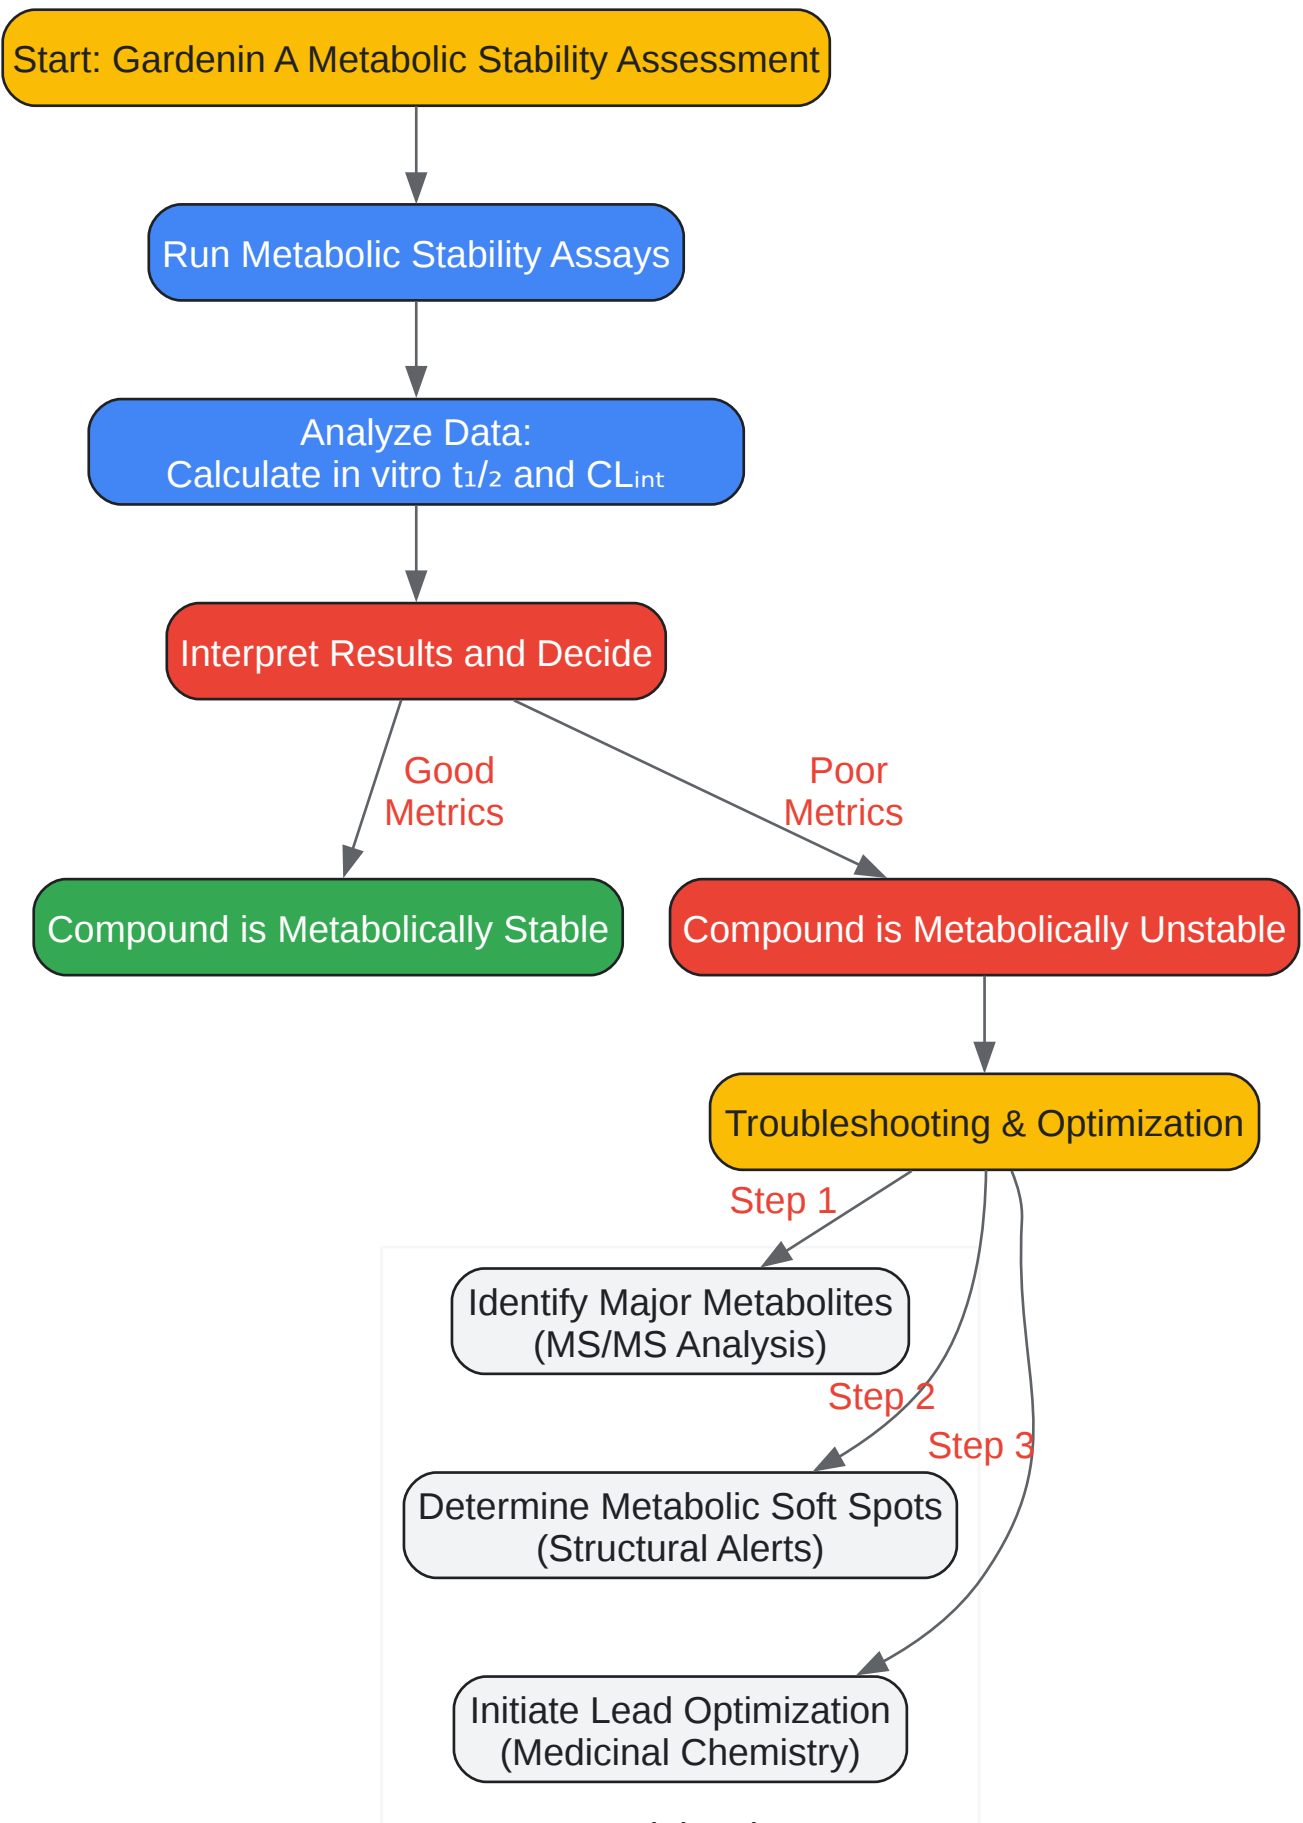 Start: Gardenin A Metabolic Stability Assessment
Run Metabolic Stability Assays
Analyze Data:
Calculate in vitro t₁/₂ and CLᵢₙₜ
Interpret Results and Decide
Good
Metrics
Poor
Metrics
Compound is Metabolically Stable
Compound is Metabolically Unstable
Troubleshooting & Optimization
Step 1
Identify Major Metabolites
(MS/MS Analysis)
Step 2
Step 3
Determine Metabolic Soft Spots
(Structural Alerts)
Initiate Lead Optimization
(Medicinal Chemistry)